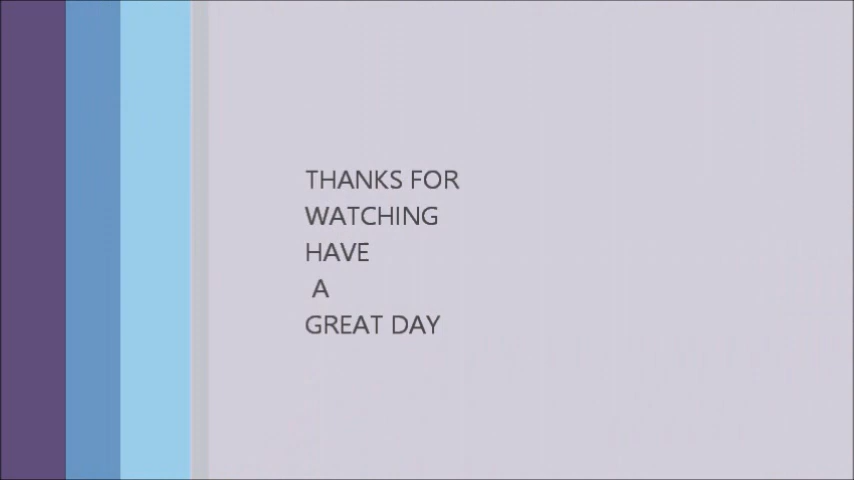 THANKS FOR
WATCHING
HAVE
A
GREAT DAY